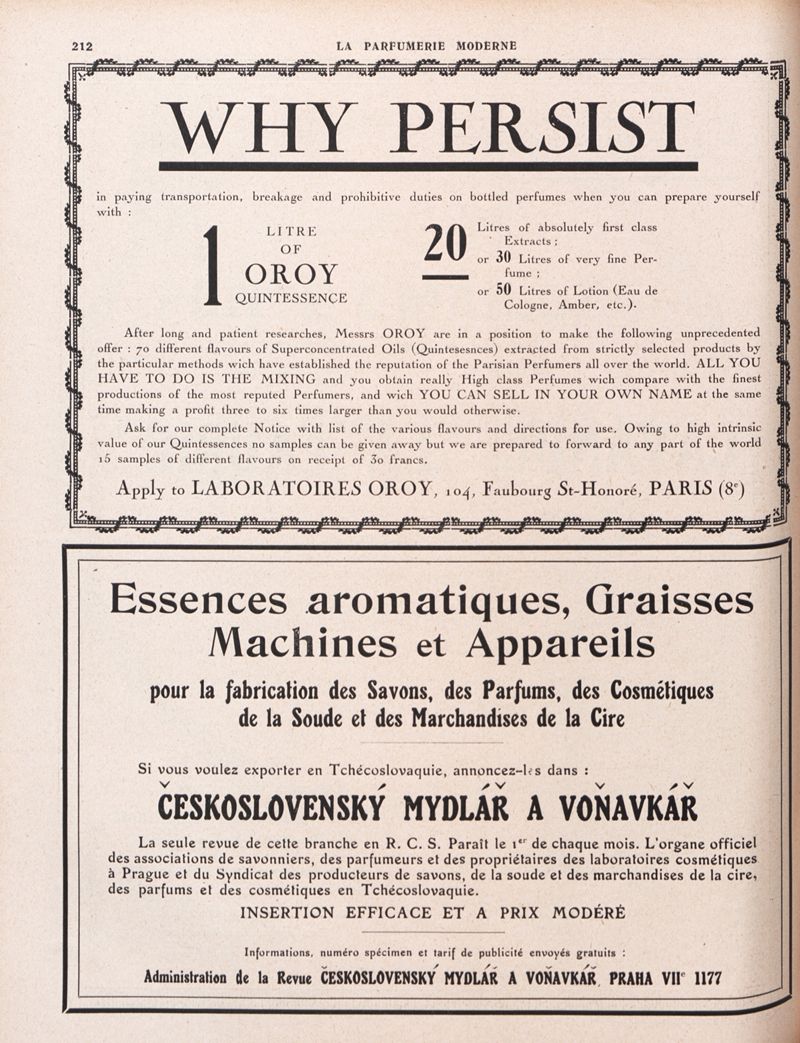 212
LA PARFUMERIE MODERNE
WHY PERSIST
in paying transportation, breakage and prohibitive duties on bottled perfumes when you can prepare yourself
with :
1
LITRE
OF
OROY
QUINTESSENCE
20 Litres of absolutely first class
Extracts ;
or 30 Litres of very fine Per-
fume ;
or 50 Litres of Lotion (Eau de
Cologne, Amber, etc.).
After long and patient researches, Messrs OROY are in a position to make the following unprecedented
offer : 70 different flavours of Superconcentrated Oils (Quintesesnces) extracted from strictly selected products by
the particular methods wich have established the reputation of the Parisian Perfumers all over the world. ALL YOU
HAVE TO DO IS THE MIXING and you obtain really High class Perfumes wich compare with the finest
productions of the most reputed Perfumers, and wich YOU CAN SELL IN YOUR OWN NAME at the same
time making a profit three to six times larger than you would otherwise.
Ask for our complete Notice with list of the various flavours and directions for use. Owing to high intrinsic
value of our Quintessences no samples can be given away but we are prepared to forward to any part of the world
15 samples of different flavours on receipt of 30 francs.
Apply to LABORATOIRES OROY, 104, Faubourg St-Honoré, PARIS (8e)
Essences aromatiques, Graisses
Machines et Appareils
pour la fabrication des Savons, des Parfums, des Cosmétiques
de la Soude et des Marchandises de la Cire
Si vous voulez exporter en Tchécoslovaquie, annoncez-les dans :
ČESKOSLOVENSKÝ MYDLÁŘ A VOŇAVKÁŘ
La seule revue de cette branche en R. C. S. Paraît le 1er de chaque mois. L'organe officiel
des associations de savonniers, des parfumeurs et des propriétaires des laboratoires cosmétiques
à Prague et du Syndicat des producteurs de savons, de la soude et des marchandises de la cire,
des parfums et des cosmétiques en Tchécoslovaquie.
INSERTION EFFICACE ET A PRIX MODÉRÉ
Informations, numéro spécimen et tarif de publicité envoyés gratuits :
Administration de la Revue ČESKOSLOVENSKÝ MYDLÁŘ A VOŇAVKÁŘ, PRAHA VIIe 1177